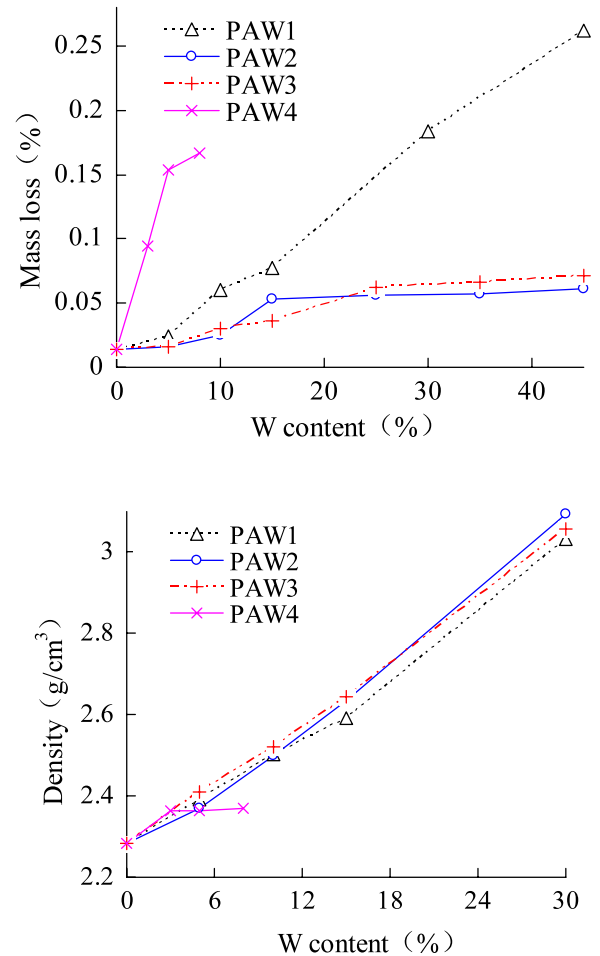 0.25
0.2
0.15
0.1
0.05
0
Mass loss（%）
PAW1
PAW2
PAW3
PAW4
0 10 20 30 40
W content（%）
3
2.8
2.6
2.4
2.2
Density（g/cm³）
PAW1
PAW2
PAW3
PAW4
0 6 12 18 24 30
W content（%）